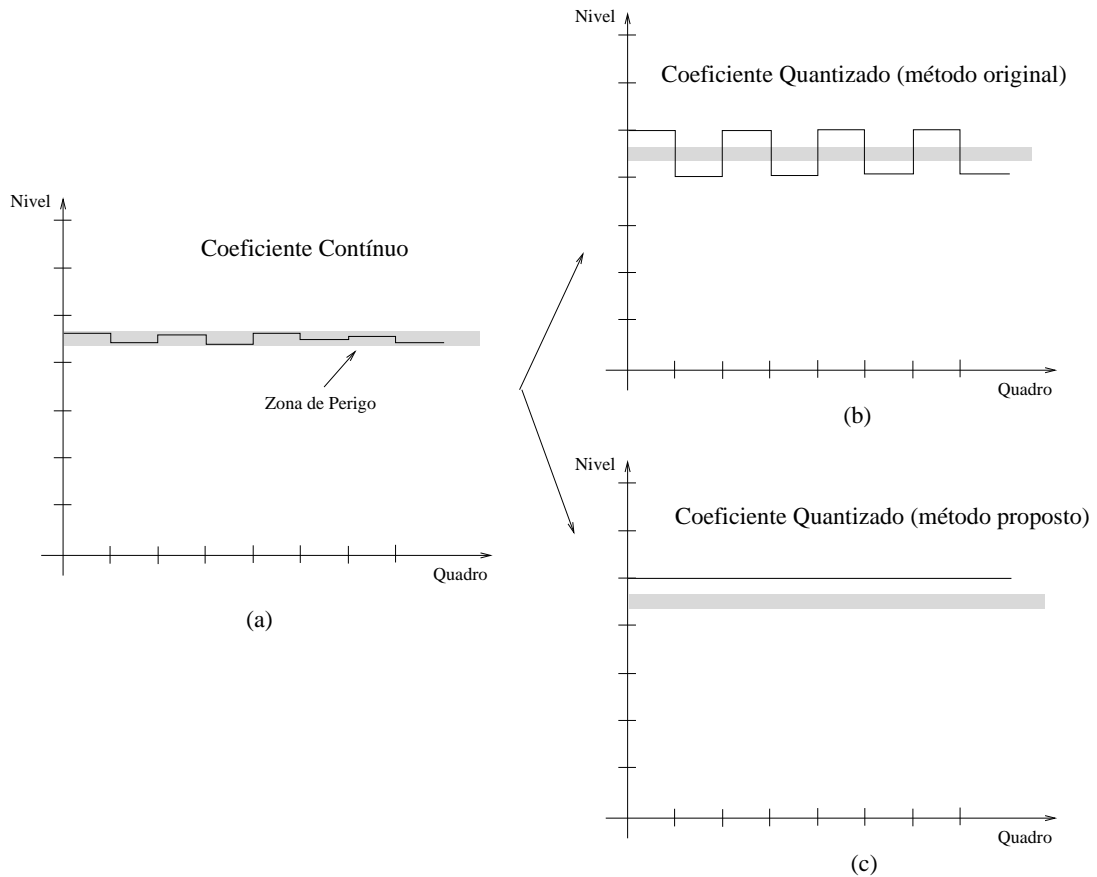 Nivel
Coeficiente Contínuo
Zona de Perigo
Quadro
(a)
Nivel
Coeficiente Quantizado (método original)
Quadro
(b)
Nivel
Coeficiente Quantizado (método proposto)
Quadro
(c)